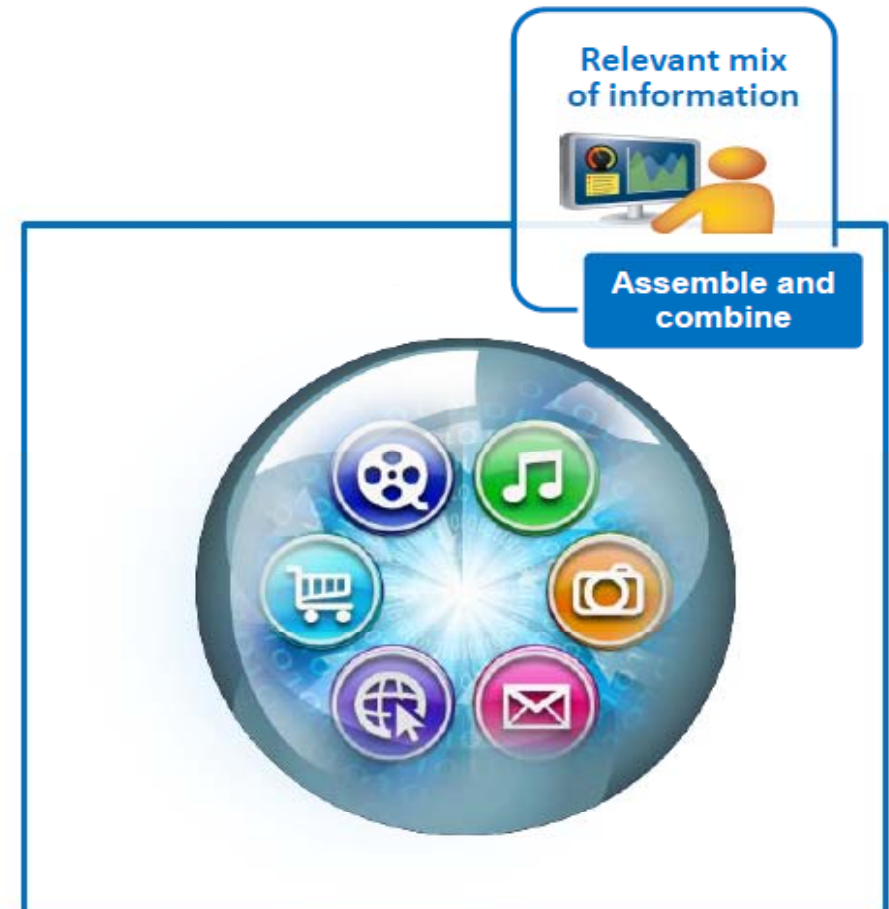 Relevant mix
of information
Assemble and
combine